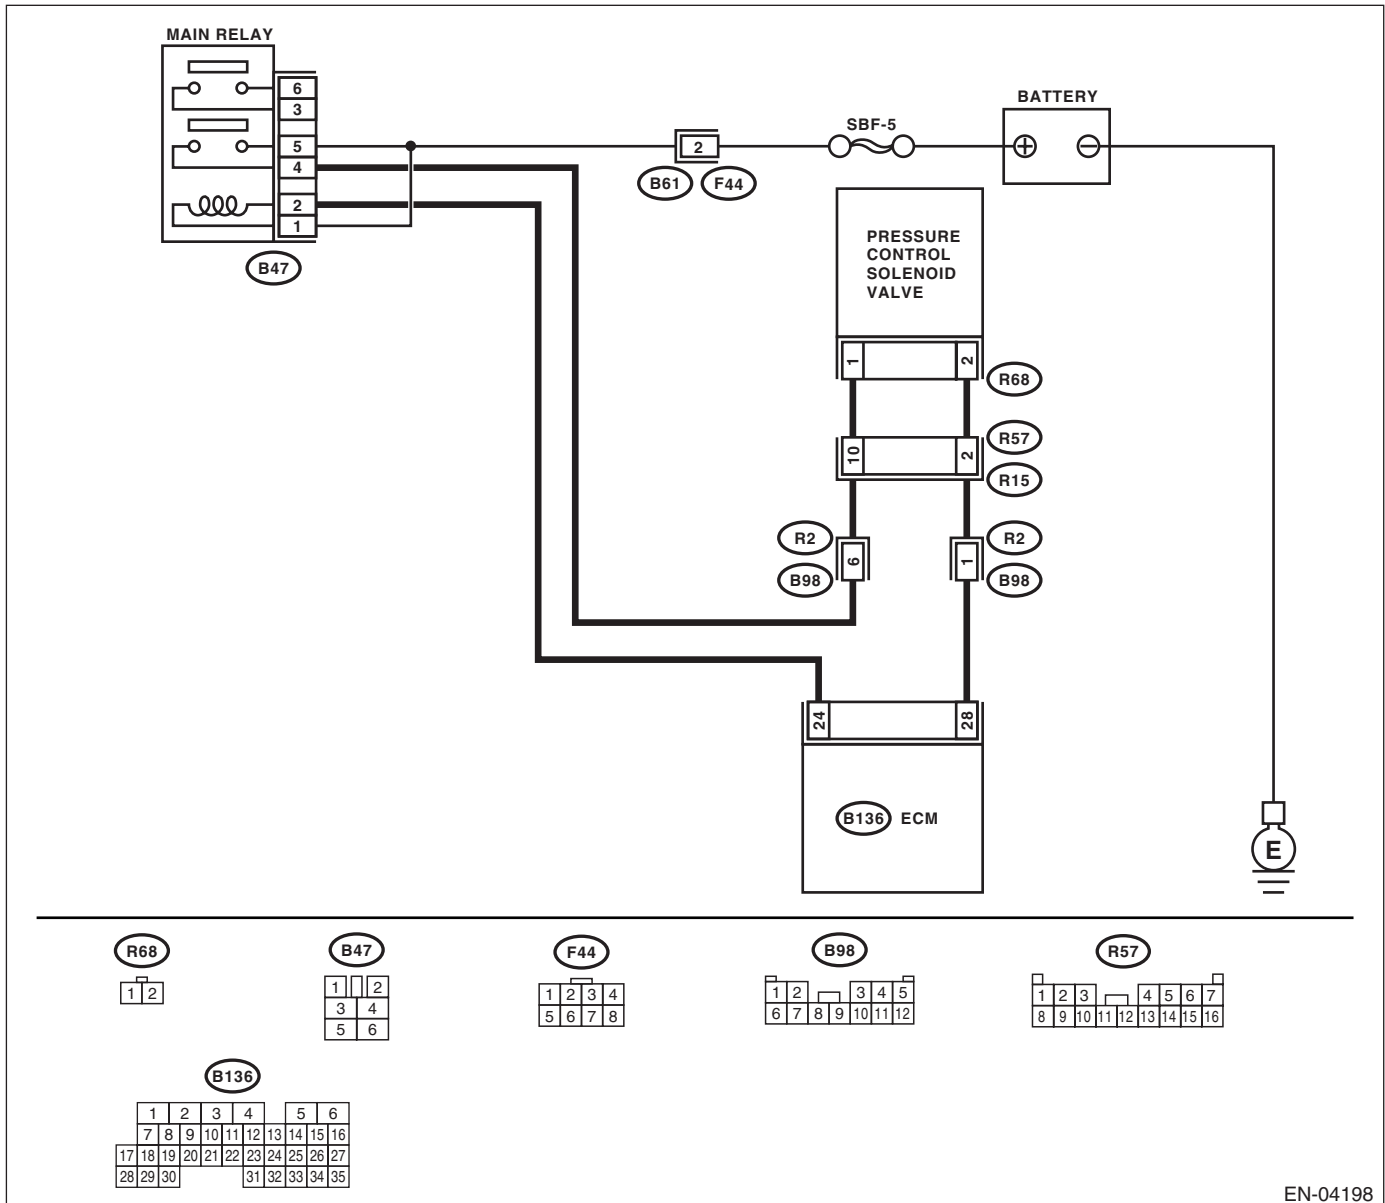 MAIN RELAY
6
3
5
4
2
1
B47
2
B61 F44
SBF-5
BATTERY
+ −
PRESSURE
CONTROL
SOLENOID
VALVE
1 2
R68
10 2
R57
R15
R2
6
B98
R2
1
B98
24 28
B136 ECM
E
R68
1 2
B47
1 2
3 4
5 6
F44
1 2 3 4
5 6 7 8
B98
1 2 3 4 5
6 7 8 9 10 11 12
R57
1 2 3 4 5 6 7
8 9 10 11 12 13 14 15 16
B136
1 2 3 4 5 6
7 8 9 10 11 12 13 14 15 16
17 18 19 20 21 22 23 24 25 26 27
28 29 30 31 32 33 34 35
EN-04198